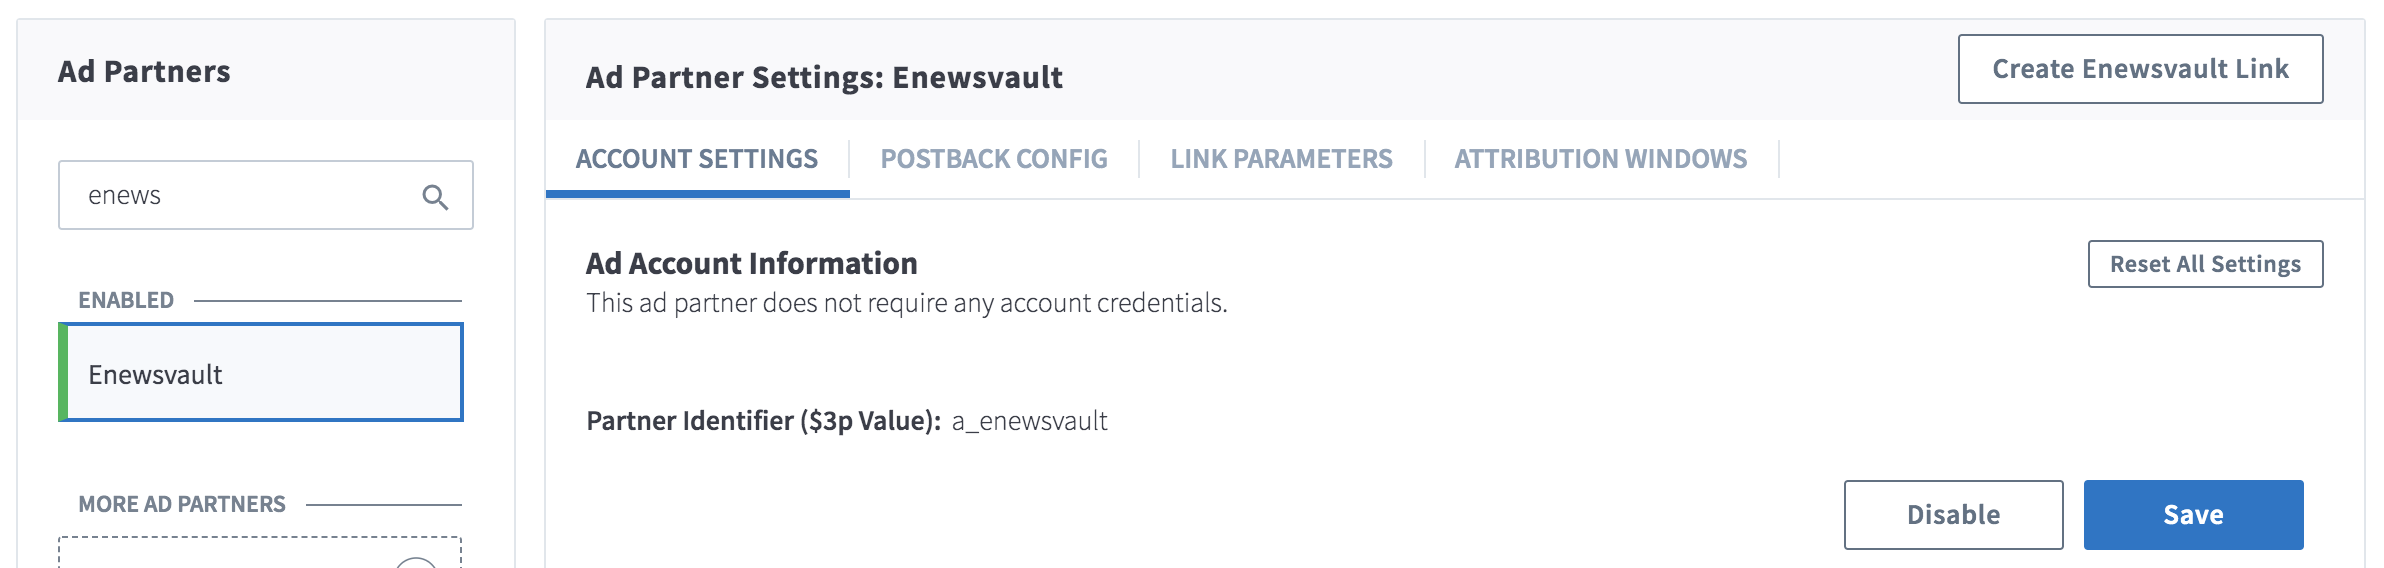 Ad Partners
enews
ENABLED
Enewsvault
MORE AD PARTNERS
Ad Partner Settings: Enewsvault
Create Enewsvault Link
ACCOUNT SETTINGS
POSTBACK CONFIG
LINK PARAMETERS
ATTRIBUTION WINDOWS
Ad Account Information
Reset All Settings
This ad partner does not require any account credentials.
Partner Identifier ($3p Value): a_enewsvault
Disable
Save